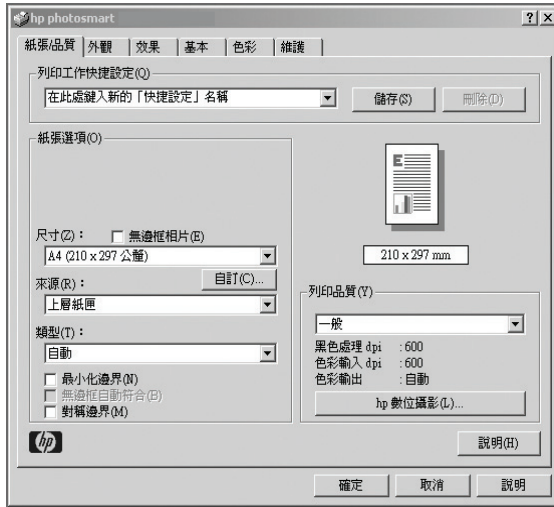 hp photosmart
紙張/品質 外觀 效果 基本 色彩 維護
列印工作快捷設定(Q)
在此處鍵入新的「快捷設定」名稱 儲存(S) 刪除(D)
紙張選項(O)
尺寸(Z)： 無邊框相片(E)
A4 (210 x 297 公釐)
來源(R)： 自訂(C)...
上層紙匣
類型(T)：
自動
最小化邊界(N)
無邊框自動符合(B)
對稱邊界(M)
E
210 x 297 mm
列印品質(Y)
一般
黑色處理 dpi :600
色彩輸入 dpi :600
色彩輸出 :自動
hp 數位攝影(L)...
hp
說明(H)
確定 取消 說明